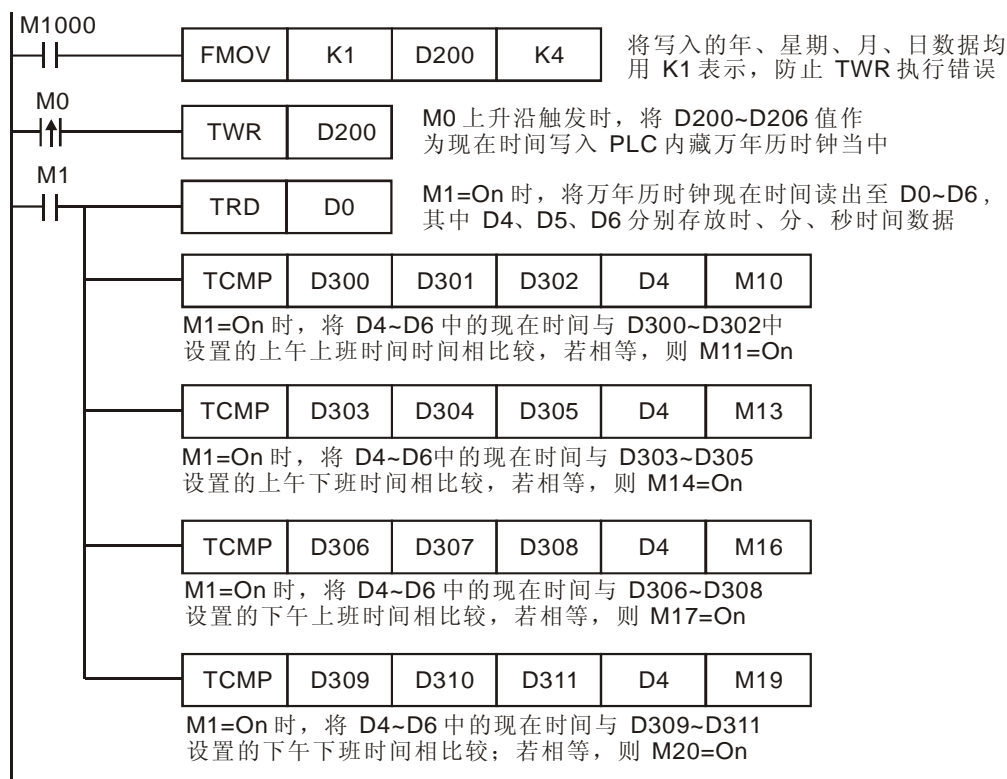 M1000
FMOV K1 D200 K4
将写入的年、星期、月、日数据均
用 K1 表示，防止 TWR 执行错误
M0
TWR D200
M0 上升沿触发时，将 D200~D206 值作
为现在时间写入 PLC 内藏万年历时钟当中
M1
TRD D0
M1=On 时，将万年历时钟现在时间读出至 D0~D6，
其中 D4、D5、D6 分别存放时、分、秒时间数据
TCMP D300 D301 D302 D4 M10
M1=On 时，将 D4~D6 中的现在时间与 D300~D302中
设置的上午上班时间时间相比较，若相等，则 M11=On
TCMP D303 D304 D305 D4 M13
M1=On 时，将 D4~D6中的现在时间与 D303~D305
设置的上午下班时间相比较，若相等，则 M14=On
TCMP D306 D307 D308 D4 M16
M1=On 时，将 D4~D6 中的现在时间与 D306~D308
设置的下午上班时间相比较，若相等，则 M17=On
TCMP D309 D310 D311 D4 M19
M1=On 时，将 D4~D6 中的现在时间与 D309~D311
设置的下午下班时间相比较；若相等，则 M20=On